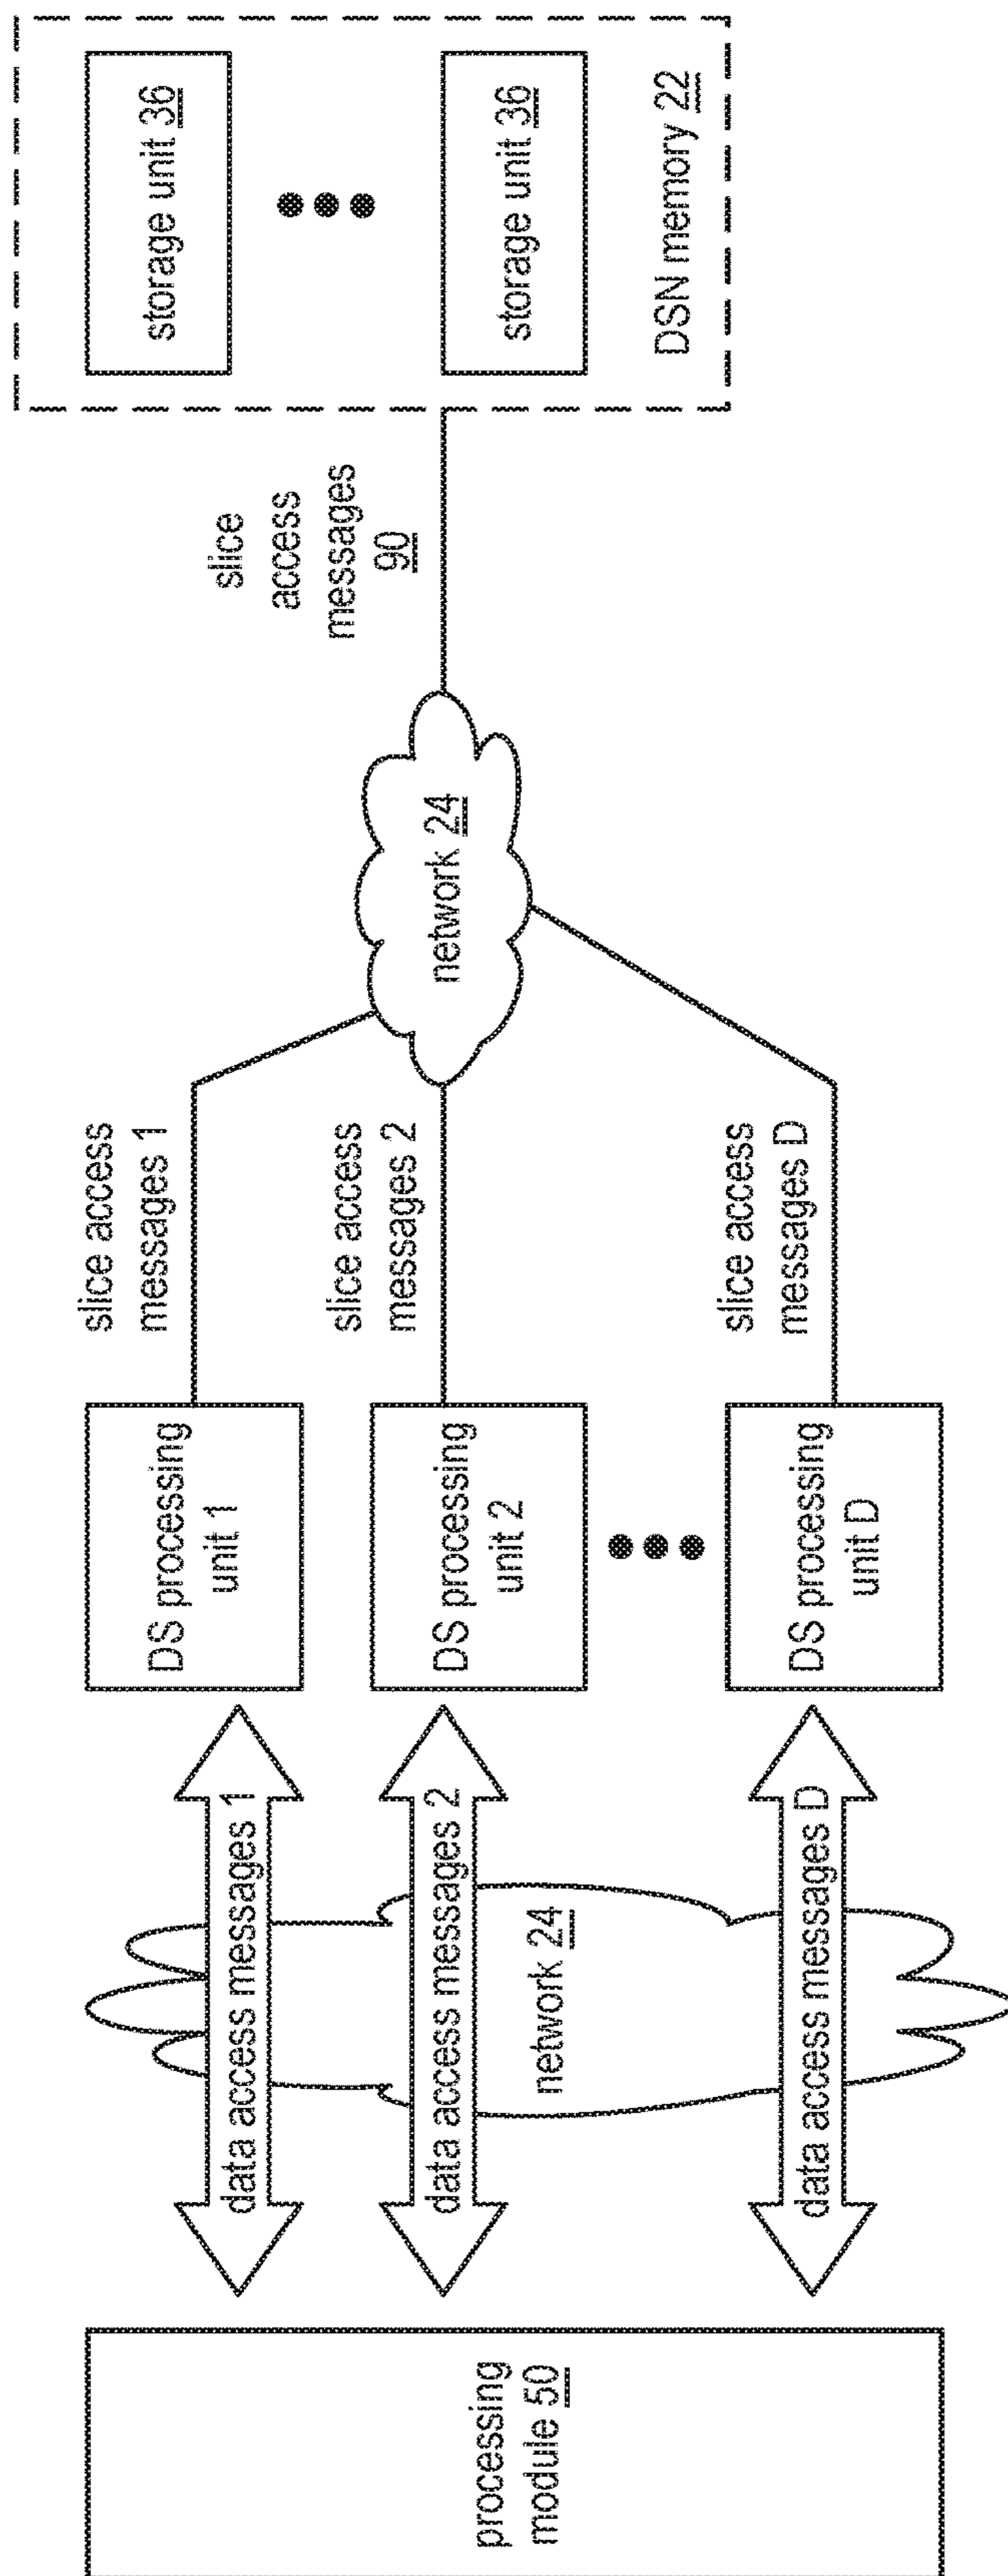 processing
module 50
data access messages 1
data access messages 2
network 24
data access messages D
DS processing
unit 1
DS processing
unit 2
DS processing
unit D
slice access
messages 1
slice access
messages 2
slice access
messages D
network 24
slice
access
messages
90
storage unit 36
storage unit 36
DSN memory 22